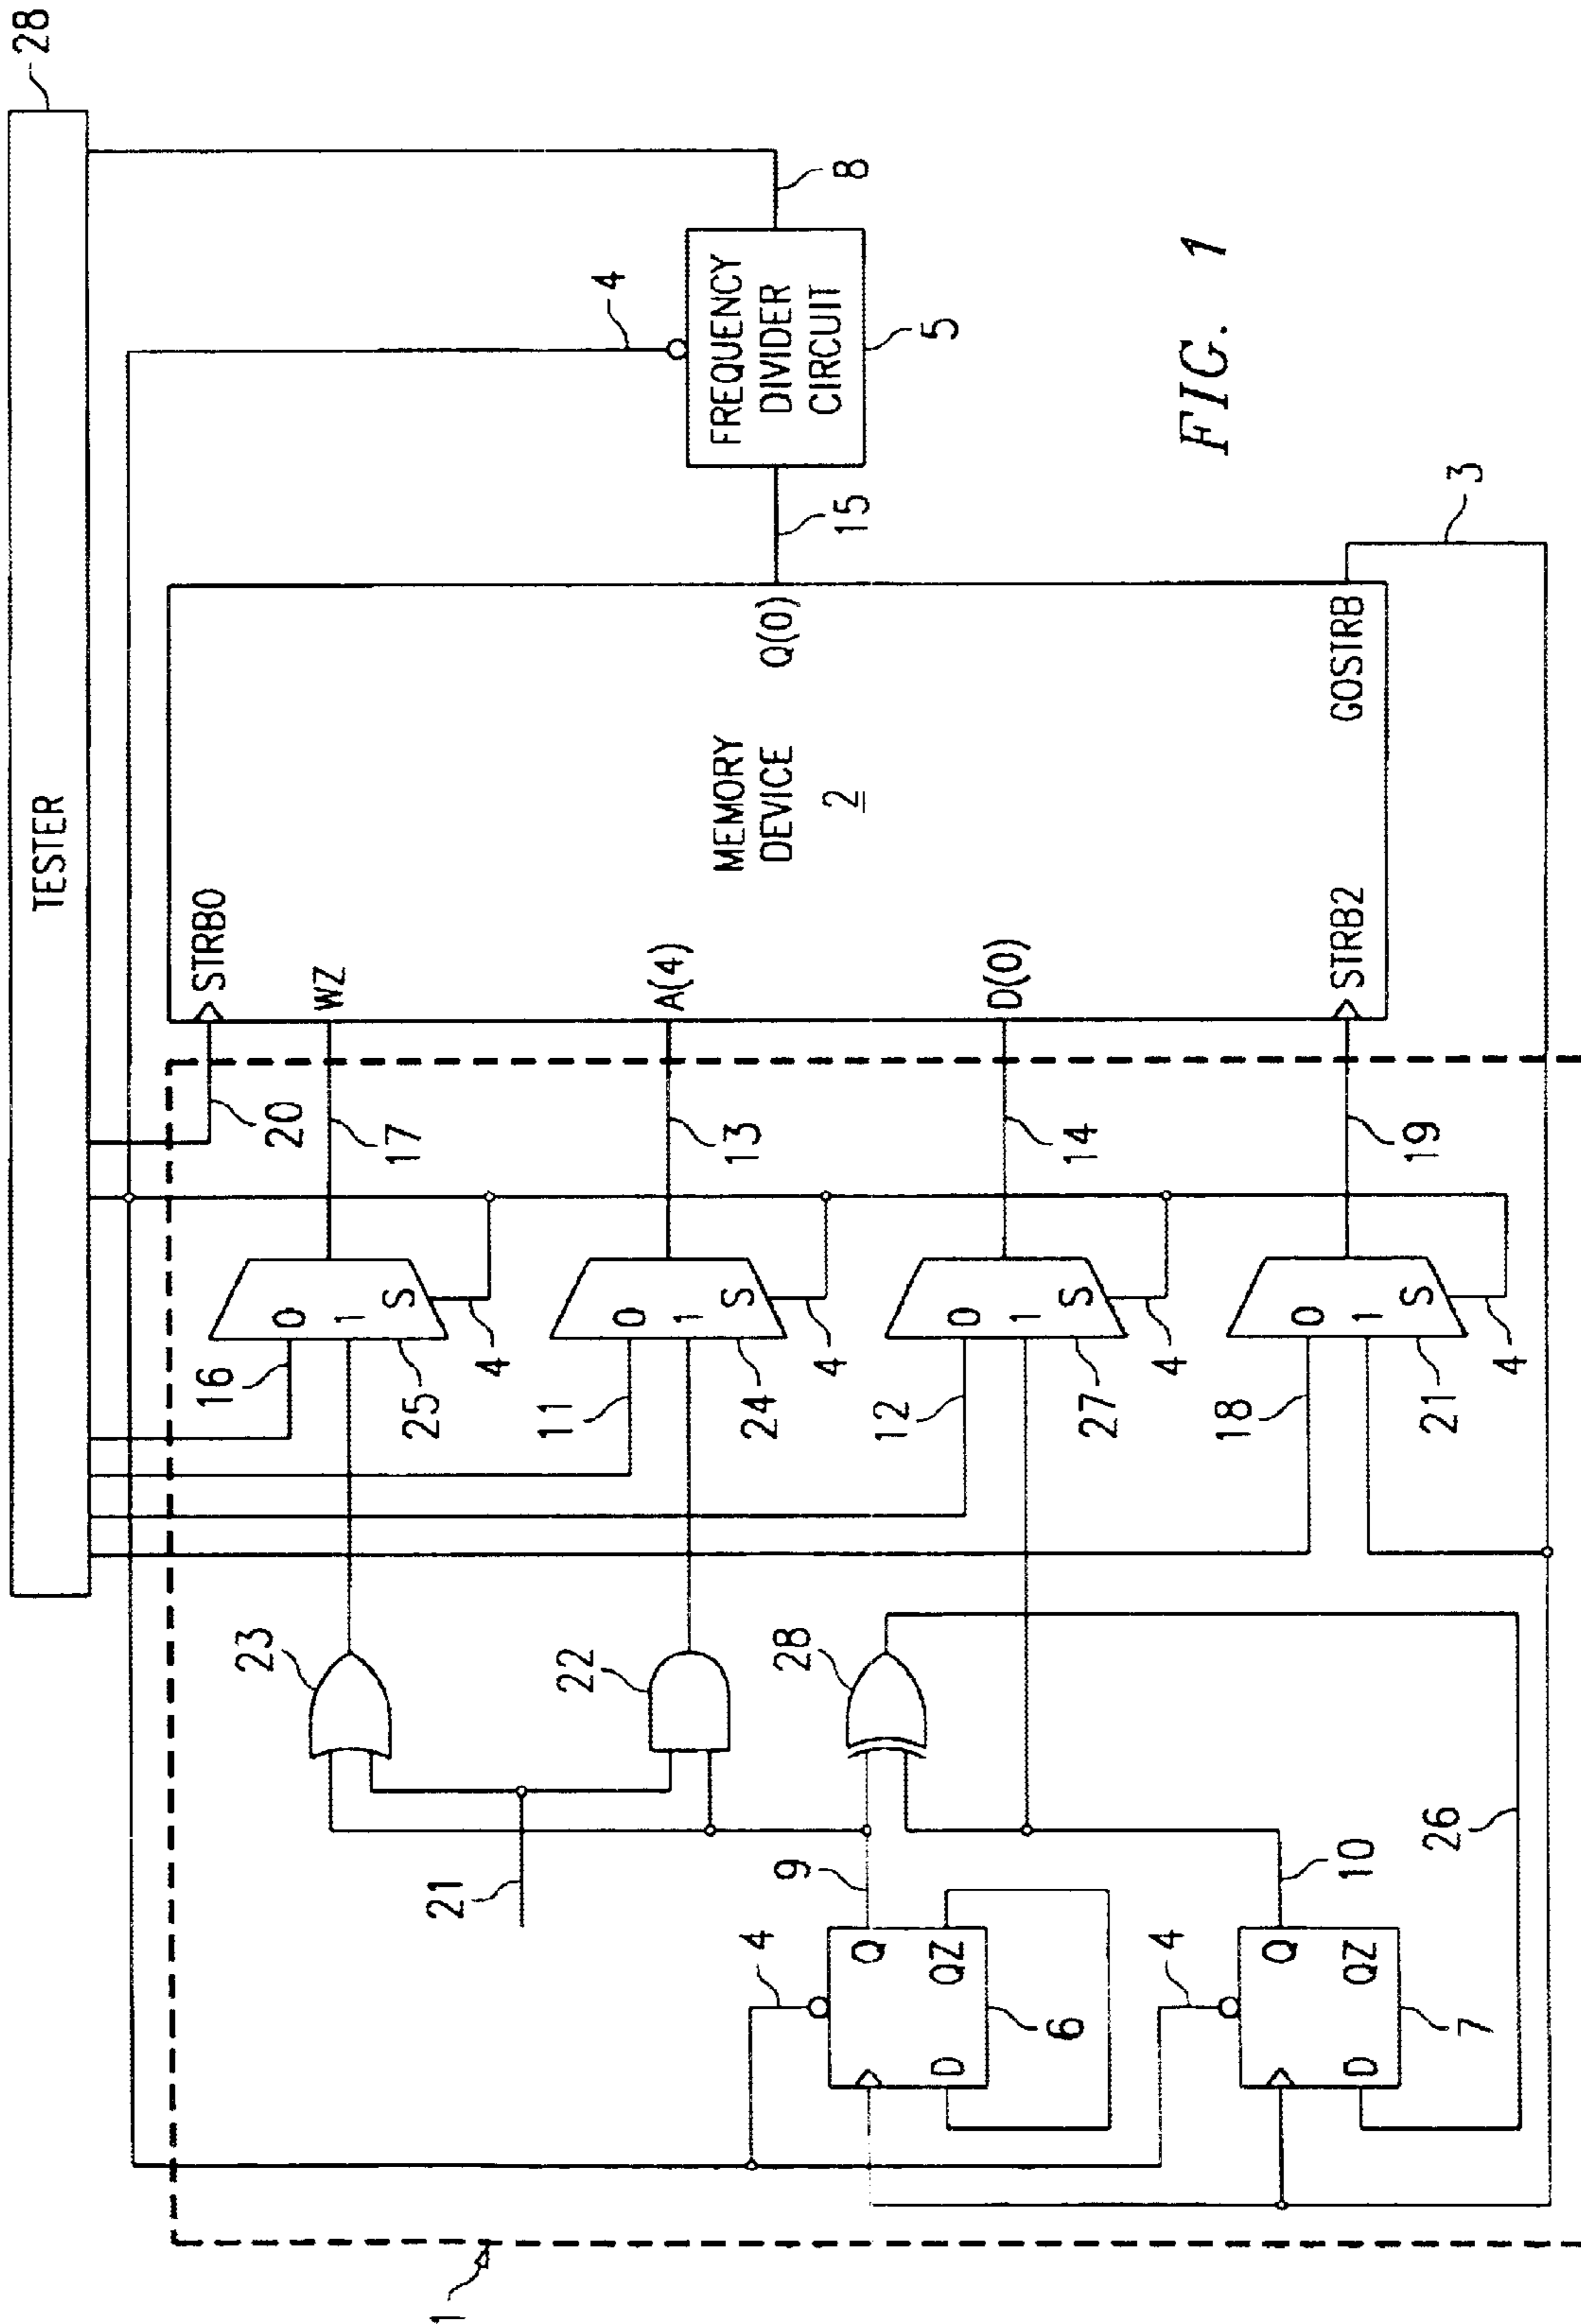 28
TESTER
20
STRB0
16
0
1
S
25
4
17
WZ
23
11
0
1
S
24
4
13
A(4)
22
21
12
0
1
S
27
4
14
D(0)
28
18
0
1
S
21
4
19
STRB2
MEMORY
DEVICE
2
Q(0)
GOSTRB
15
4
FREQUENCY
DIVIDER
CIRCUIT
5
8
3
4
Q
QZ
D
6
9
4
Q
QZ
D
7
10
26
1
FIG. 1